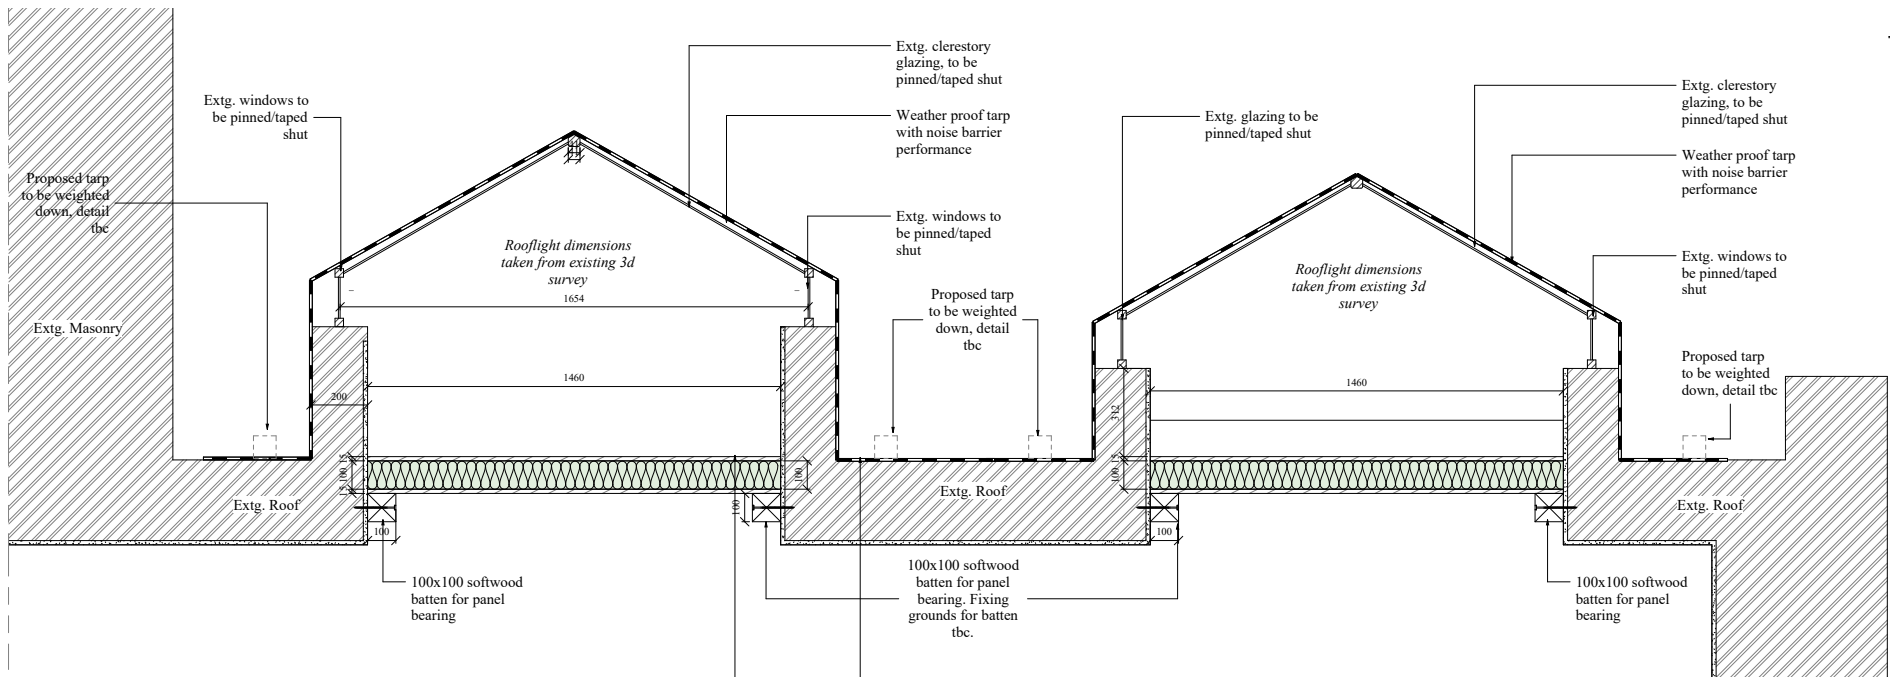 Extg. clerestory
glazing, to be
pinned/taped shut
Extg. windows to
be pinned/taped
shut
Weather proof tarp
with noise barrier
performance
Proposed tarp
to be weighted
down, detail
tbc
Extg. windows to
be pinned/taped
shut
Rooflight dimensions
taken from existing 3d
survey
1654
Extg. Masonry
1460
200
15
100
15
100
100
100
Extg. Roof
100x100 softwood
batten for panel
bearing
Proposed tarp
to be weighted
down, detail
tbc
Extg. Roof
100x100 softwood
batten for panel
bearing. Fixing
grounds for batten
tbc.
Extg. glazing to be
pinned/taped shut
Extg. clerestory
glazing, to be
pinned/taped shut
Weather proof tarp
with noise barrier
performance
Rooflight dimensions
taken from existing 3d
survey
Extg. windows to
be pinned/taped
shut
1460
312
15
100
100
Proposed tarp
to be weighted
down, detail tbc
Extg. Roof
100x100 softwood
batten for panel
bearing